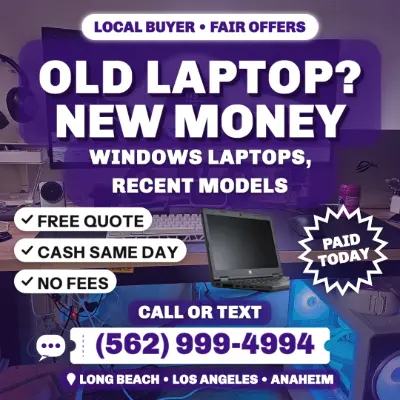 LOCAL BUYER • FAIR OFFERS
OLD LAPTOP?
NEW MONEY
WINDOWS LAPTOPS,
RECENT MODELS
FREE QUOTE
CASH SAME DAY
NO FEES
PAID
TODAY
CALL OR TEXT
(562) 999-4994
LONG BEACH • LOS ANGELES • ANAHEIM